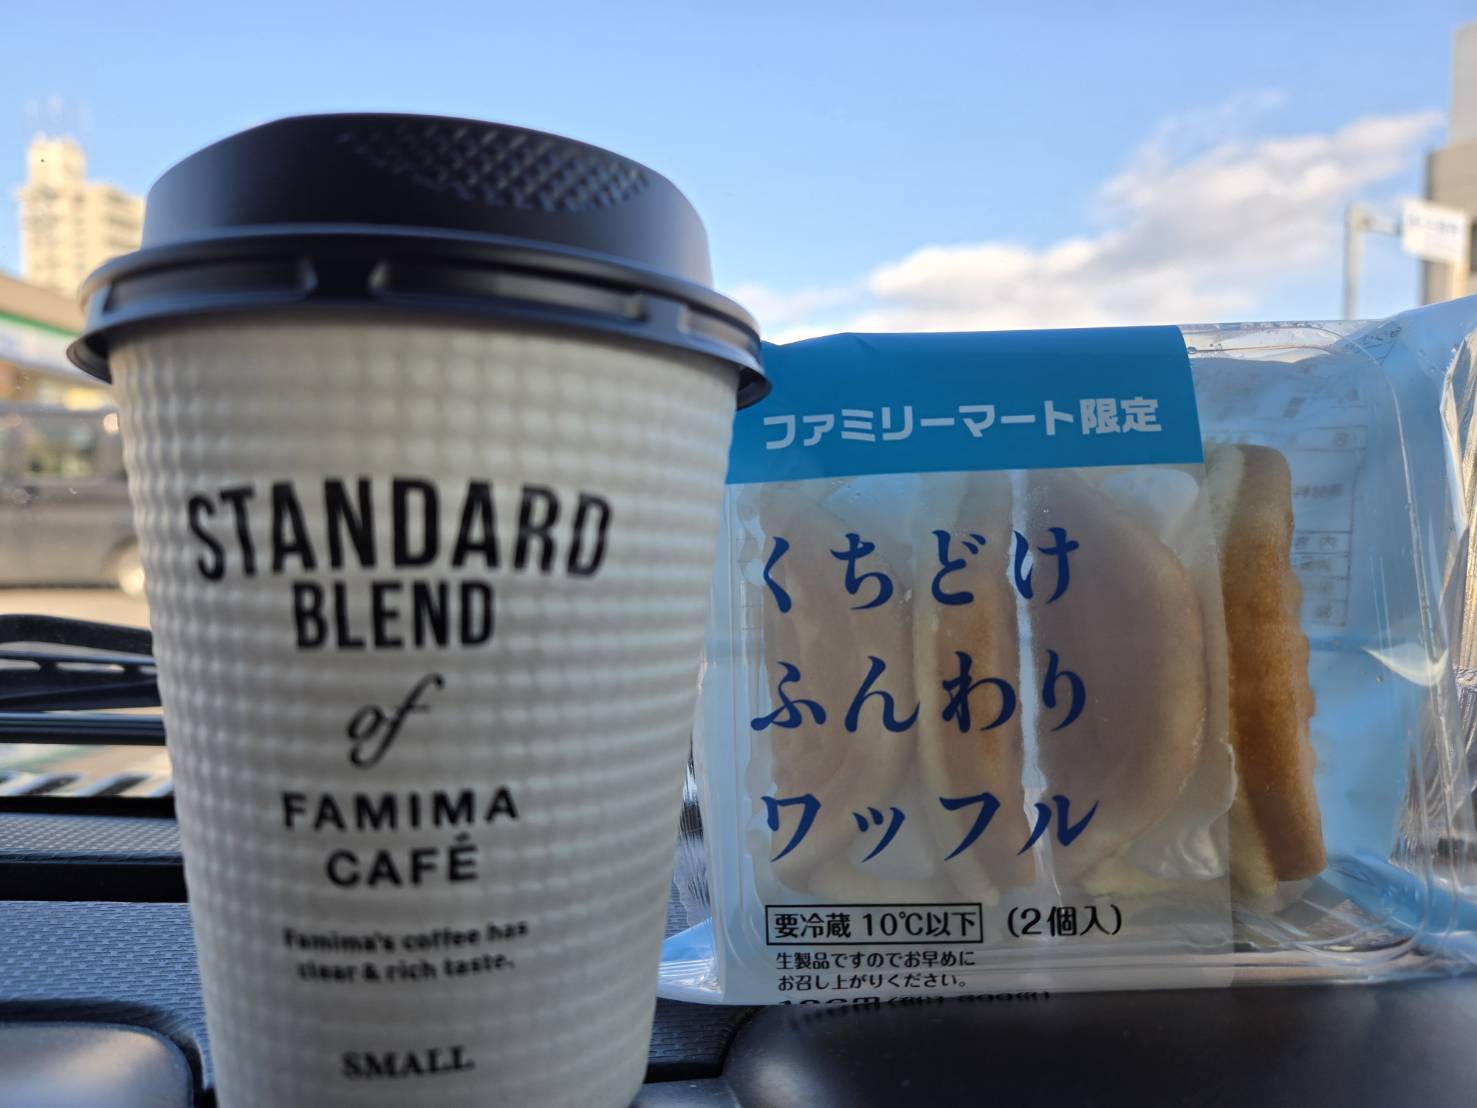 STANDARD
BLEND
of
FAMIMA
CAFÉ
Famima's coffee has
clear & rich taste.
SMALL
ファミリーマート限定
くちどけ
ふんわり
ワッフル
要冷蔵 10℃以下 (2個入)
生製品ですのでお早めに
お召し上がりください。